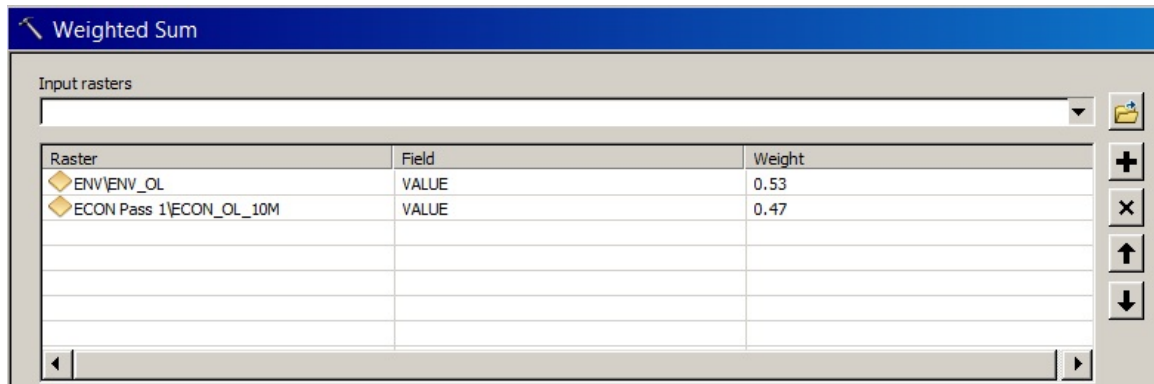 Weighted Sum
Input rasters
Raster Field Weight
ENV\ENV_OL VALUE 0.53
ECON Pass 1\ECON_OL_10M VALUE 0.47